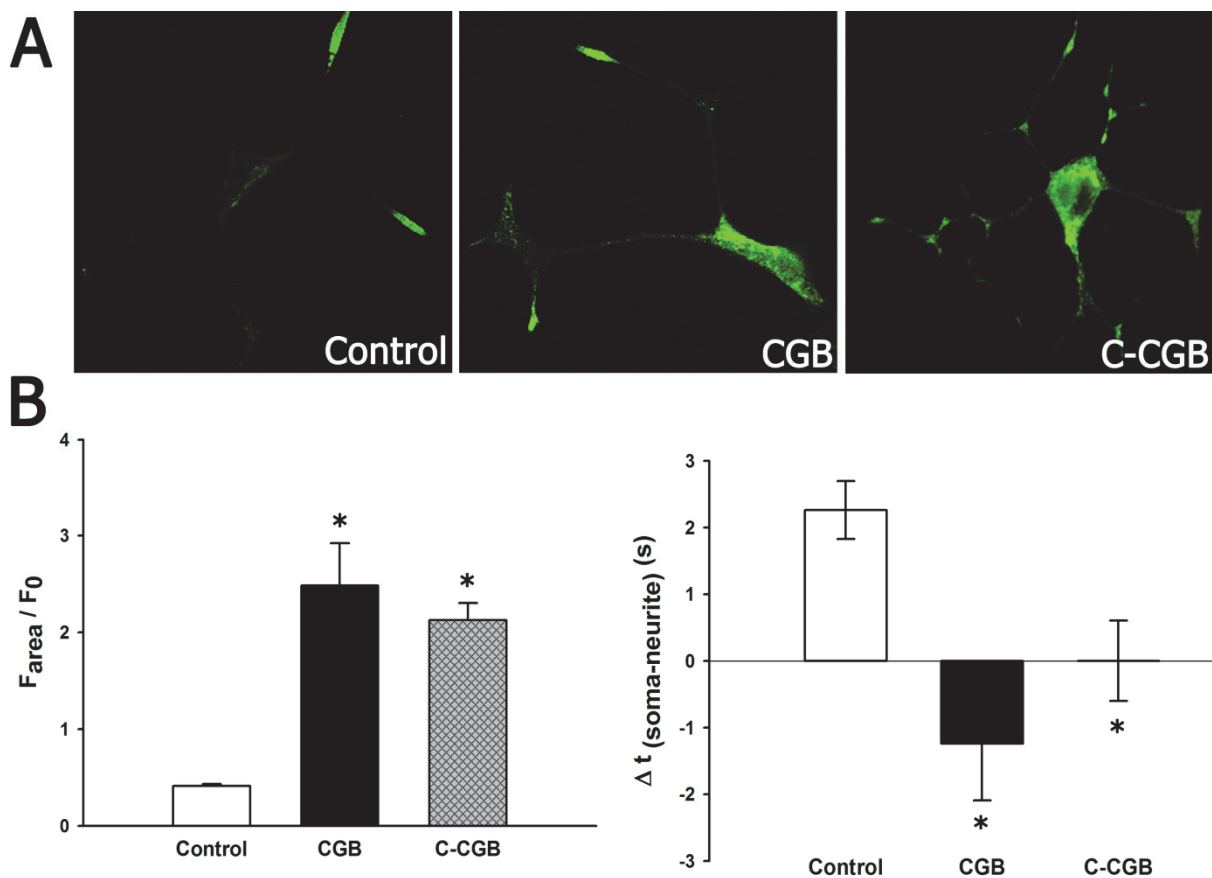 A
Control
CGB
C-CGB
B
4
3
2
1
0
Farea / F0
*
*
Control
CGB
C-CGB
3
2
1
0
-1
-2
-3
Δ t (soma-neurite) (s)
*
*
Control
CGB
C-CGB